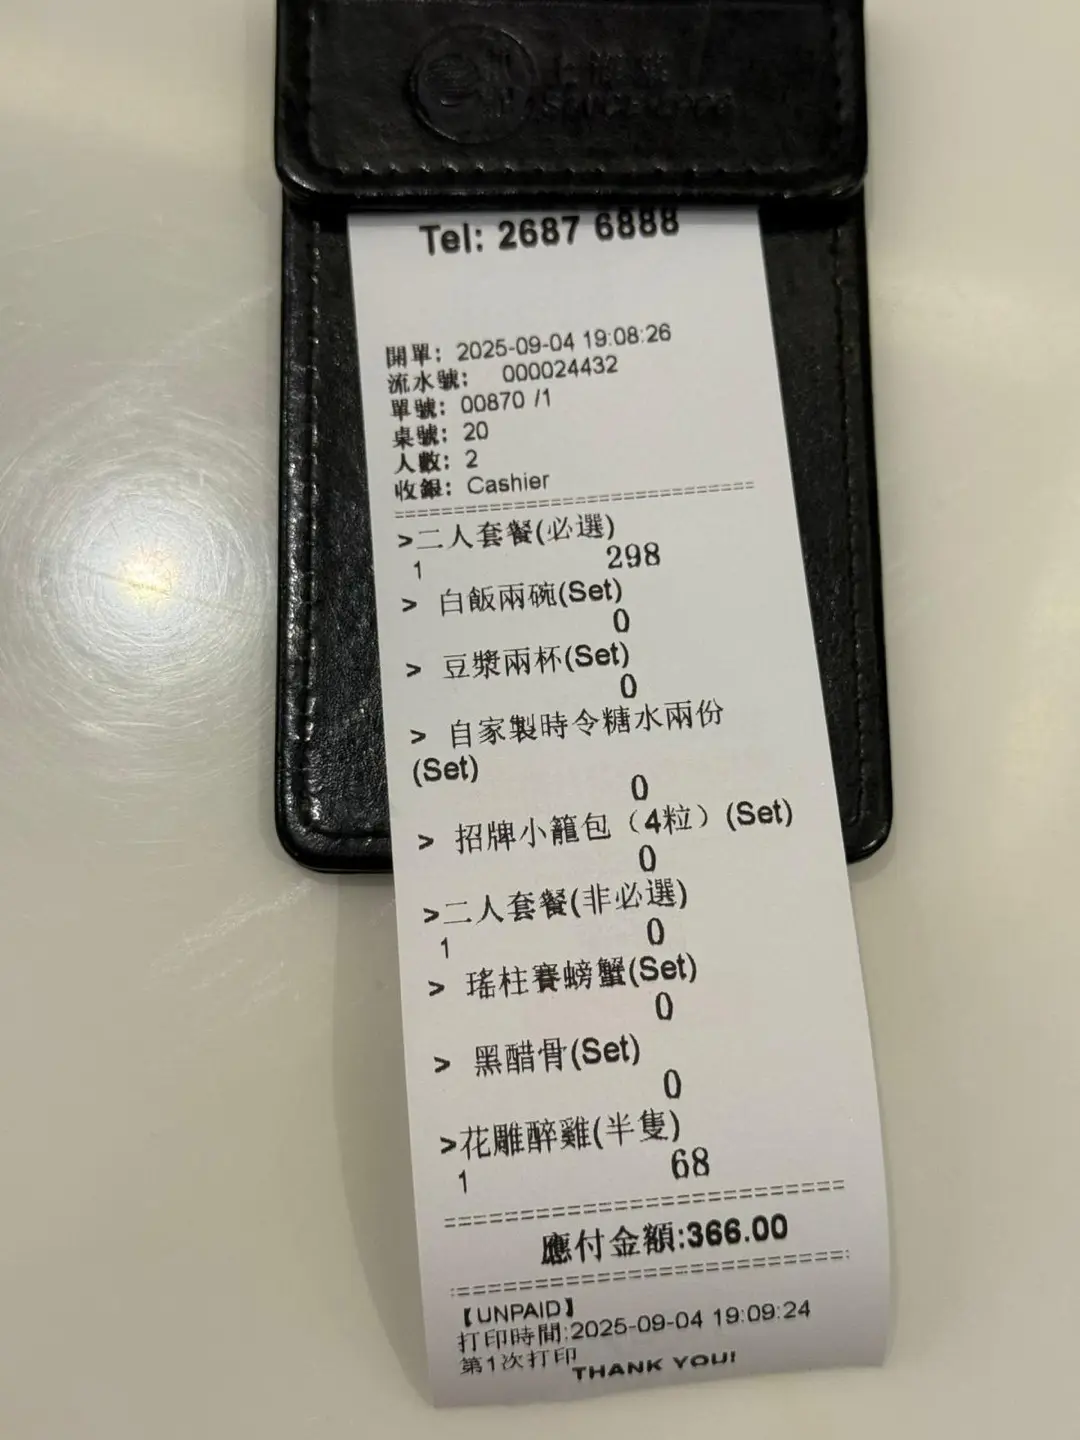 Tel: 2687 6888
開單: 2025-09-04 19:08:26
流水號: 000024432
單號: 00870 /1
桌號: 20
人數: 2
收銀: Cashier
>二人套餐(必選)
1 298
> 白飯兩碗(Set)
0
> 豆漿兩杯(Set)
0
> 自家製時令糖水兩份
(Set)
0
> 招牌小籠包（4粒）(Set)
0
>二人套餐(非必選)
1 0
> 瑤柱賽螃蟹(Set)
0
> 黑醋骨(Set)
0
>花雕醉雞(半隻)
1 68
應付金額:366.00
【UNPAID】
打印時間:2025-09-04 19:09:24
第1次打印
THANK YOU!